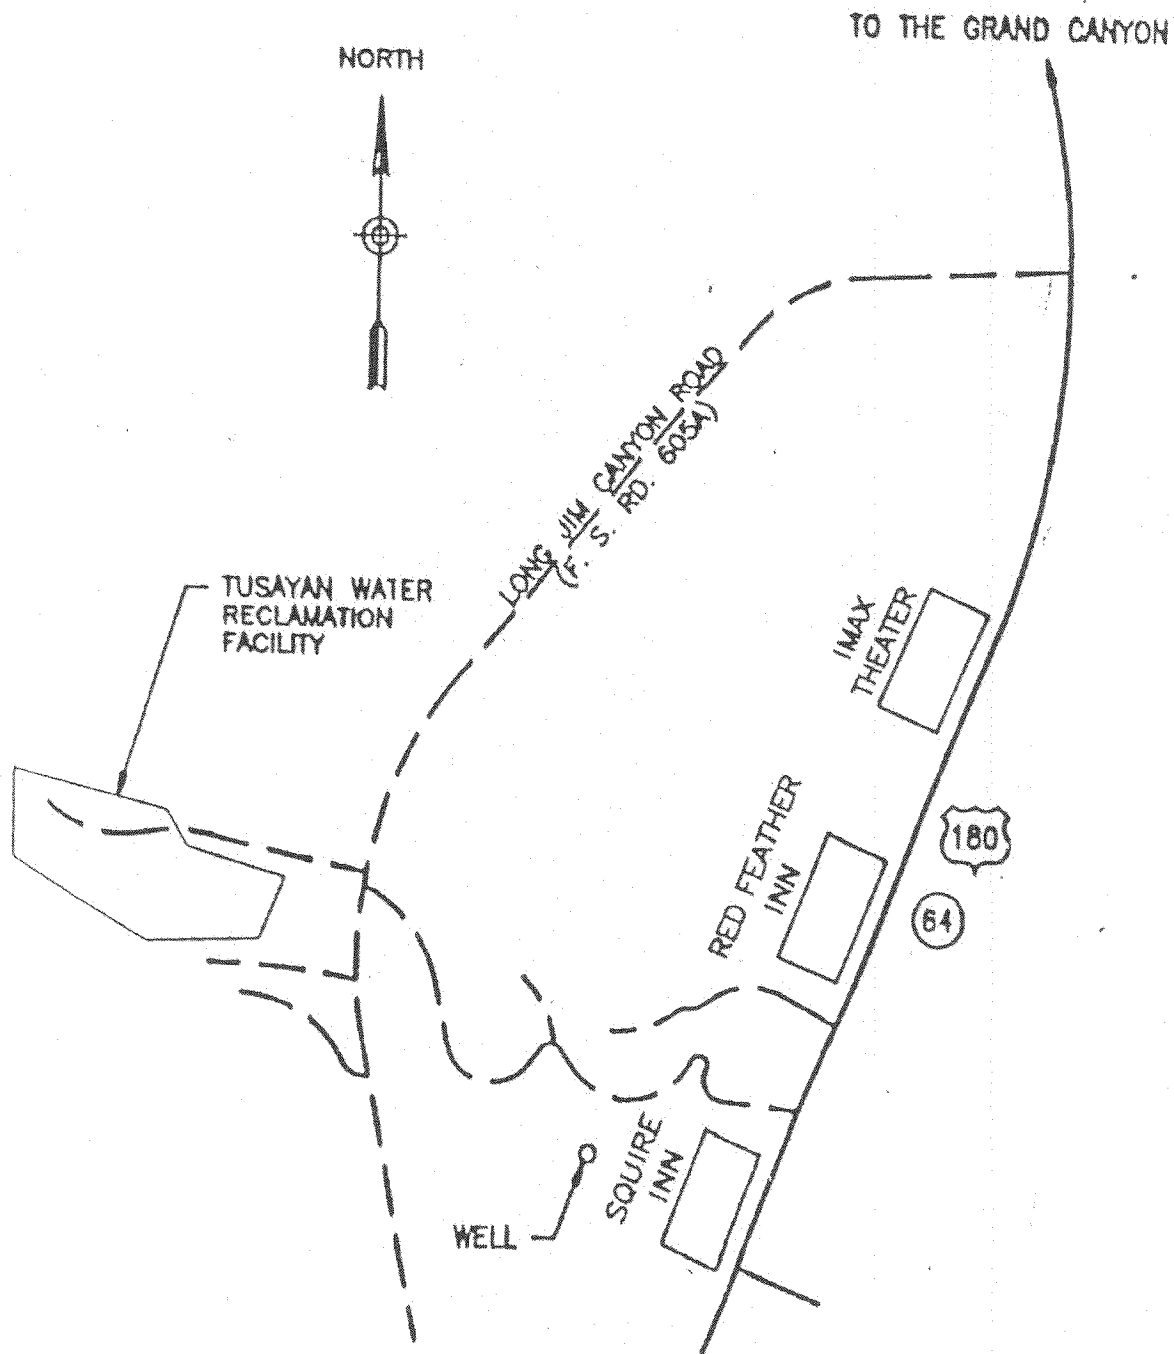 TO THE GRAND CANYON
NORTH
LONG JIM CANYON ROAD
(F. S. RD. 605A)
TUSAYAN WATER
RECLAMATION
FACILITY
IMAX
THEATER
RED FEATHER
INN
180
64
SQUIRE
INN
WELL